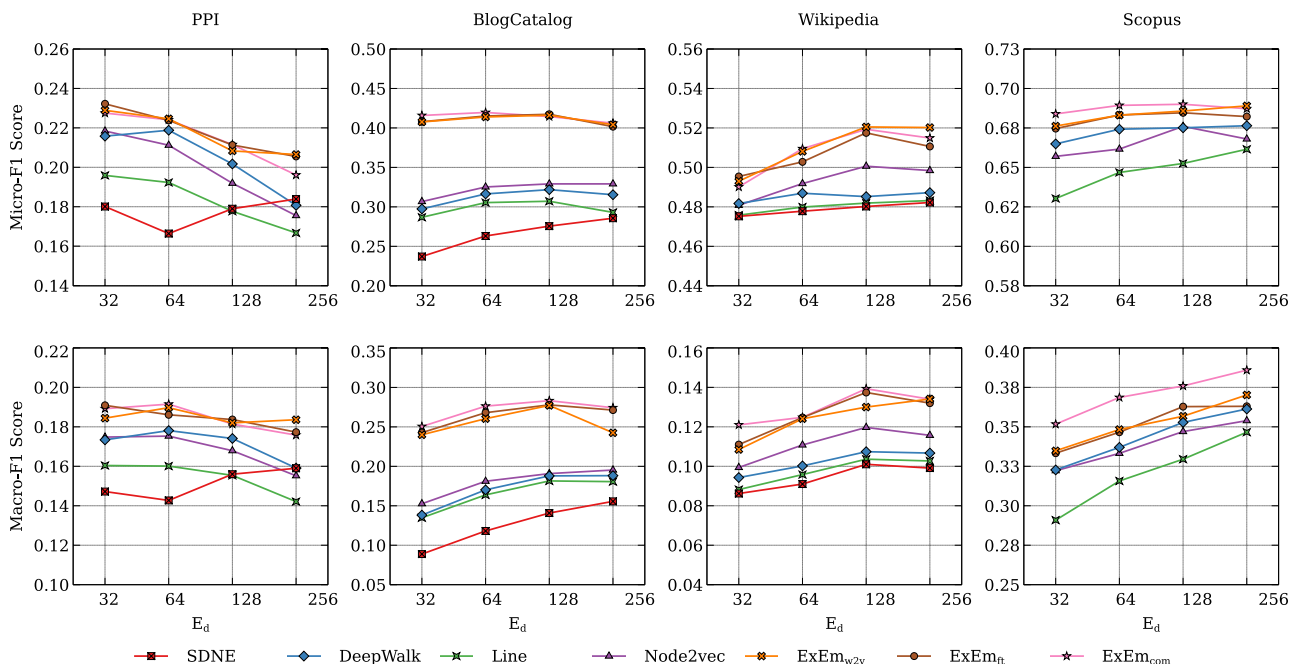 PPI BlogCatalog Wikipedia Scopus
0.26 0.50 0.56 0.73
0.24 0.45 0.54 0.70
0.22 0.40 0.52 0.68
0.20 0.35 0.50 0.65
0.18 0.30 0.48 0.62
0.16 0.25 0.46 0.60
0.14 0.20 0.44 0.58
Micro-F1 Score
32 64 128 256 32 64 128 256 32 64 128 256 32 64 128 256
0.22 0.35 0.16 0.40
0.20 0.30 0.14 0.38
0.18 0.25 0.12 0.35
0.16 0.20 0.10 0.33
0.14 0.15 0.08 0.30
0.12 0.10 0.06 0.28
0.10 0.05 0.04 0.25
Macro-F1 Score
32 64 128 256 32 64 128 256 32 64 128 256 32 64 128 256
E_d E_d E_d E_d
SDNE DeepWalk Line Node2vec ExEm_w2v ExEm_ft ExEm_com